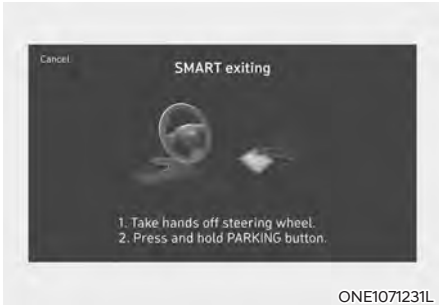 Cancel
SMART exiting
1. Take hands off steering wheel.
2. Press and hold PARKING button.
ONE1071231L